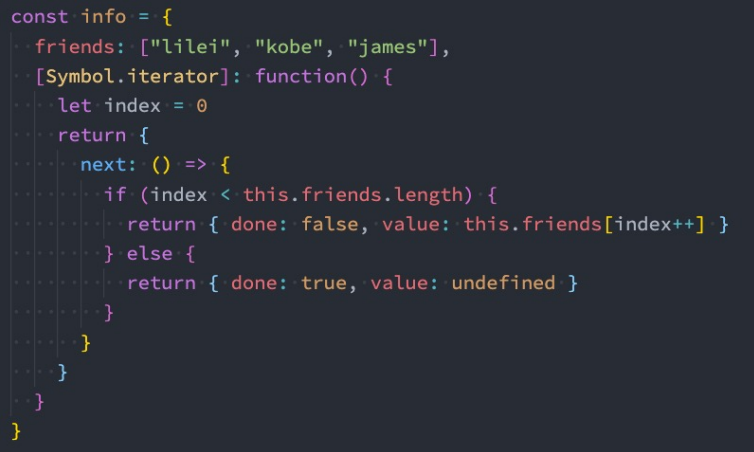 const info = {
  friends: ["lilei", "kobe", "james"],
  [Symbol.iterator]: function() {
    let index = 0
    return {
      next: () => {
        if (index < this.friends.length) {
          return { done: false, value: this.friends[index++] }
        } else {
          return { done: true, value: undefined }
        }
      }
    }
  }
}